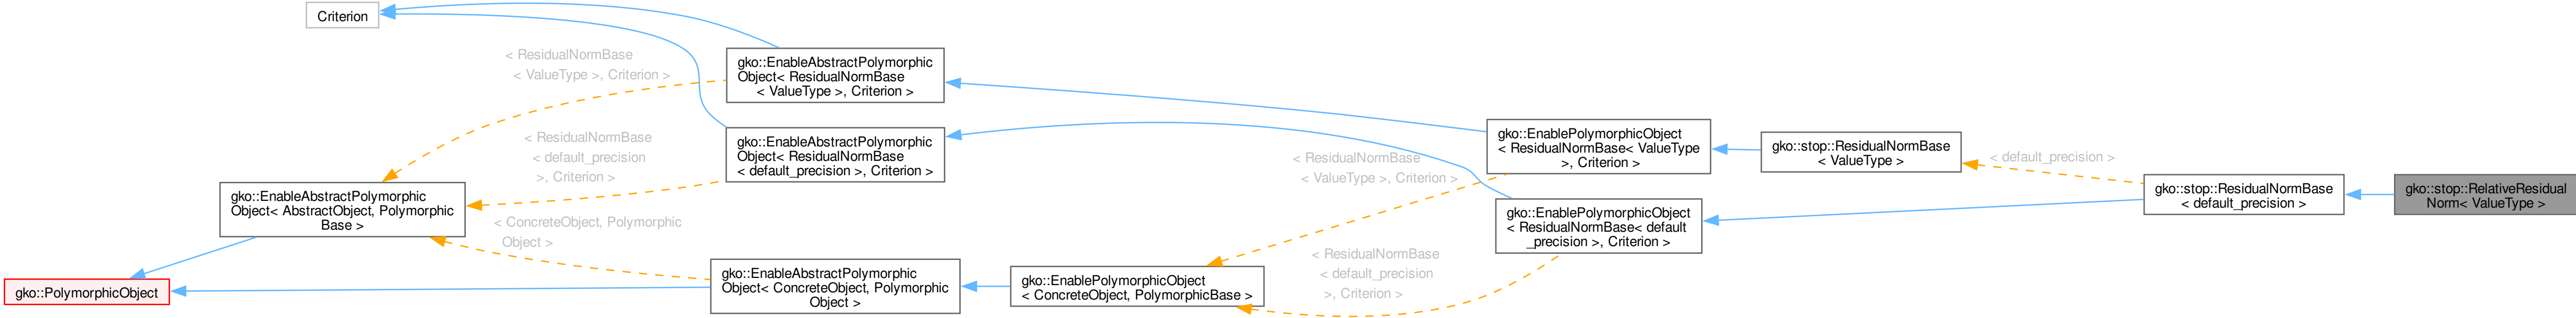 Criterion
< ResidualNormBase
< ValueType >, Criterion >
gko::EnableAbstractPolymorphic
Object< ResidualNormBase
< ValueType >, Criterion >
< ResidualNormBase
< default_precision
>, Criterion >
gko::EnableAbstractPolymorphic
Object< ResidualNormBase
< default_precision >, Criterion >
gko::EnableAbstractPolymorphic
Object< AbstractObject, Polymorphic
Base >
< ConcreteObject, Polymorphic
Object >
gko::PolymorphicObject
gko::EnableAbstractPolymorphic
Object< ConcreteObject, Polymorphic
Object >
gko::EnablePolymorphicObject
< ConcreteObject, PolymorphicBase >
< ResidualNormBase
< ValueType >, Criterion >
< ResidualNormBase
< default_precision
>, Criterion >
gko::EnablePolymorphicObject
< ResidualNormBase< ValueType
>, Criterion >
gko::EnablePolymorphicObject
< ResidualNormBase< default
_precision >, Criterion >
gko::stop::ResidualNormBase
< ValueType >
< default_precision >
gko::stop::ResidualNormBase
< default_precision >
gko::stop::RelativeResidual
Norm< ValueType >